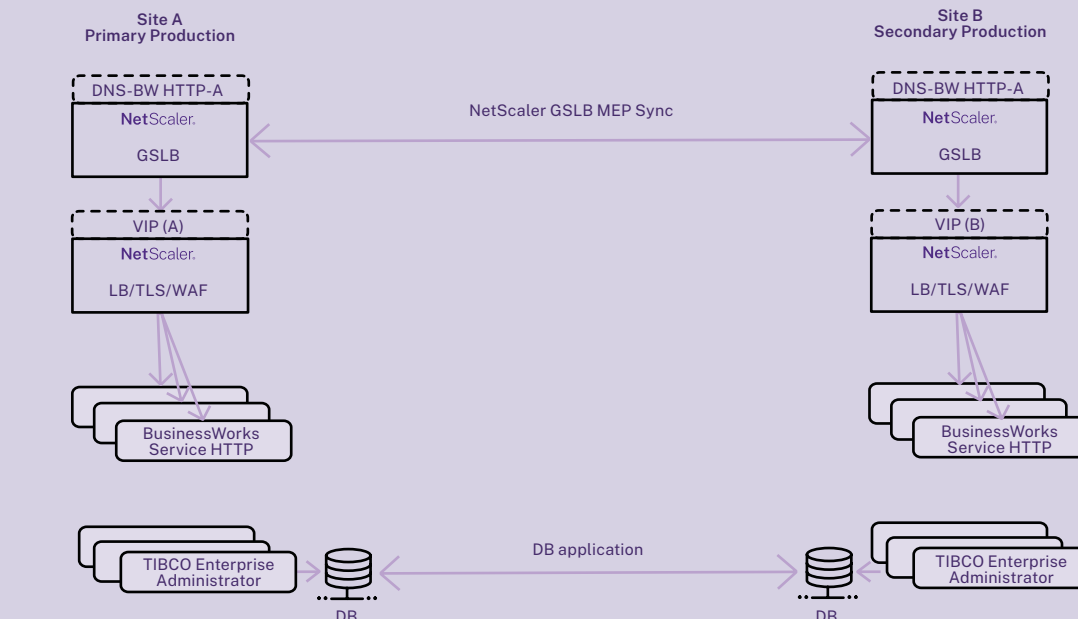 Site A
Primary Production
Site B
Secondary Production
DNS-BW HTTP-A
NetScaler
GSLB
NetScaler GSLB MEP Sync
DNS-BW HTTP-A
NetScaler
GSLB
VIP (A)
NetScaler
LB/TLS/WAF
VIP (B)
NetScaler
LB/TLS/WAF
BusinessWorks
Service HTTP
BusinessWorks
Service HTTP
TIBCO Enterprise
Administrator
DB application
TIBCO Enterprise
Administrator
DB
DB